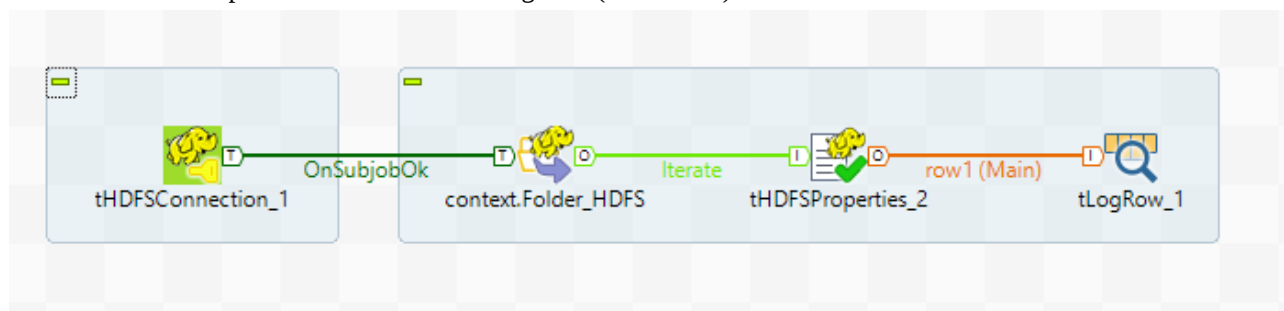 OnSubjobOk
Iterate
row1 (Main)
tHDFSConnection_1
context.Folder_HDFS
tHDFSProperties_2
tLogRow_1
T
T
O
I
O
I